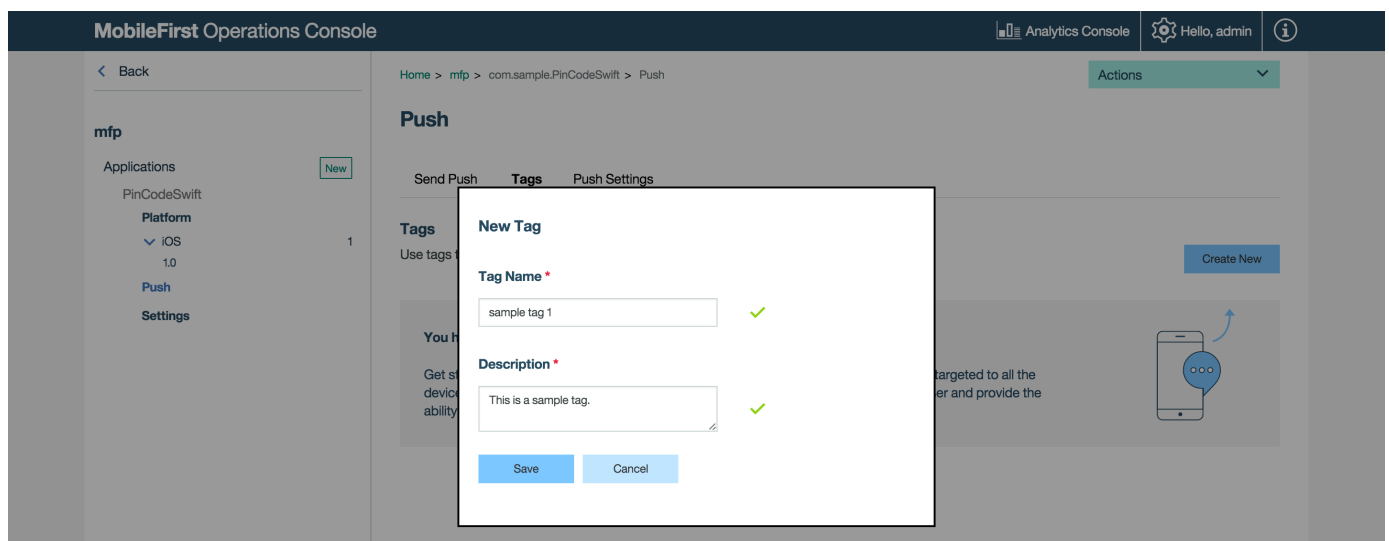 MobileFirst Operations Console
Analytics Console
Hello, admin
Back
mfp
Applications
New
PinCodeSwift
Platform
iOS
1
1.0
Push
Settings
Home > mfp > com.sample.PinCodeSwift > Push
Actions
Push
Send Push
Tags
Push Settings
Tags
Use tags
Create New
You
Get
targeted to all the
er and provide the
ability
New Tag
Tag Name *
sample tag 1
Description *
This is a sample tag.
Save
Cancel